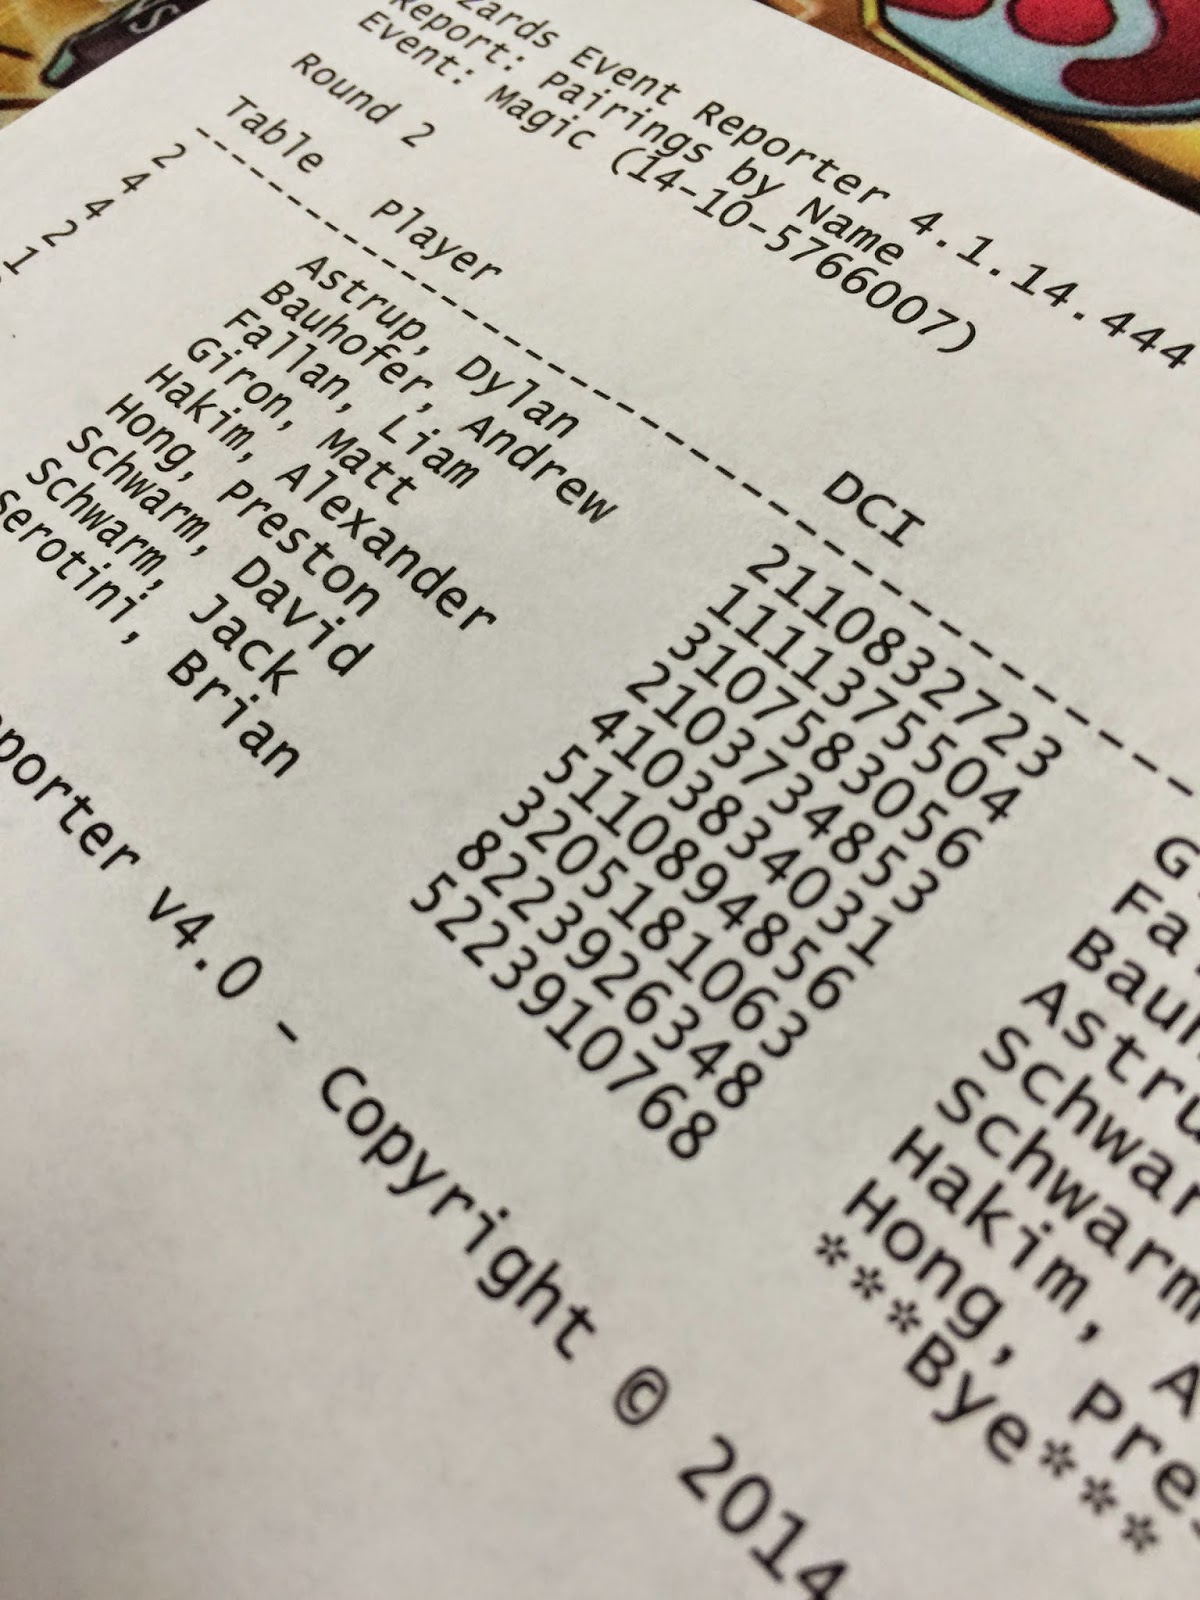 NS
zards Event Reporter 4.1.14.444
Report: Pairings by Name
Event: Magic (14-10-5766007)
Round 2
Table Player DCI
2 Astrup, Dylan 2110832723 G
4 Bauhofer, Andrew 1111375504 Fa
4 Fallan, Liam 3107583056 Bauh
2 Giron, Matt 2103734853 Astru
1 Hakim, Alexander 4103834031 Schwar
Hong, Preston 5110894856 Schwarm
Schwarm, David 3205181063 Hakim, A
Schwarm, Jack 8223926348 Hong, Pres
Serotini, Brian 5223910768 ***Bye***
porter v4.0 - Copyright © 2014